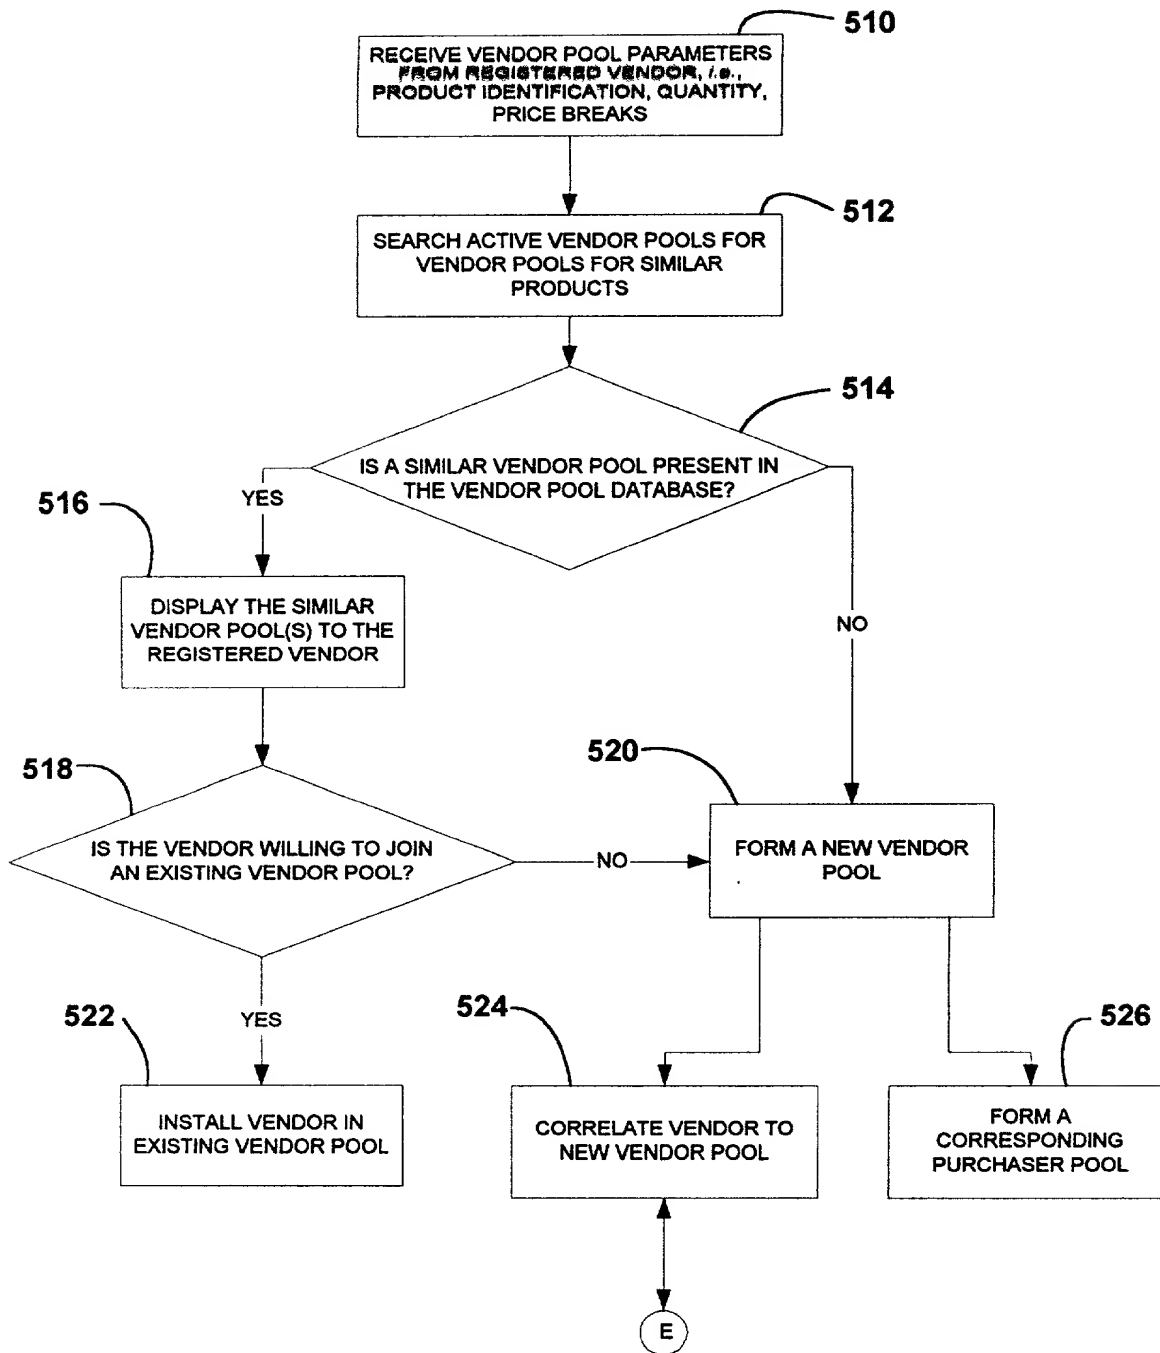 510
RECEIVE VENDOR POOL PARAMETERS
FROM REGISTERED VENDOR, i.e.,
PRODUCT IDENTIFICATION, QUANTITY,
PRICE BREAKS
512
SEARCH ACTIVE VENDOR POOLS FOR
VENDOR POOLS FOR SIMILAR
PRODUCTS
514
IS A SIMILAR VENDOR POOL PRESENT IN
THE VENDOR POOL DATABASE?
YES
516
DISPLAY THE SIMILAR
VENDOR POOL(S) TO THE
REGISTERED VENDOR
NO
518
IS THE VENDOR WILLING TO JOIN
AN EXISTING VENDOR POOL?
NO
520
FORM A NEW VENDOR
POOL
YES
522
INSTALL VENDOR IN
EXISTING VENDOR POOL
524
CORRELATE VENDOR TO
NEW VENDOR POOL
526
FORM A
CORRESPONDING
PURCHASER POOL
E